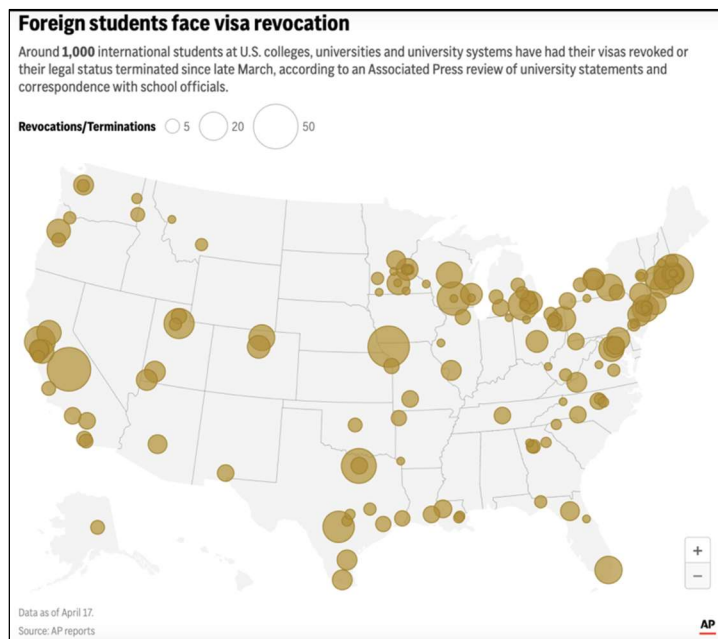 Foreign students face visa revocation
Around 1,000 international students at U.S. colleges, universities and university systems have had their visas revoked or
their legal status terminated since late March, according to an Associated Press review of university statements and
correspondence with school officials.
Revocations/Terminations 5 20 50
+
−
Data as of April 17.
Source: AP reports
AP